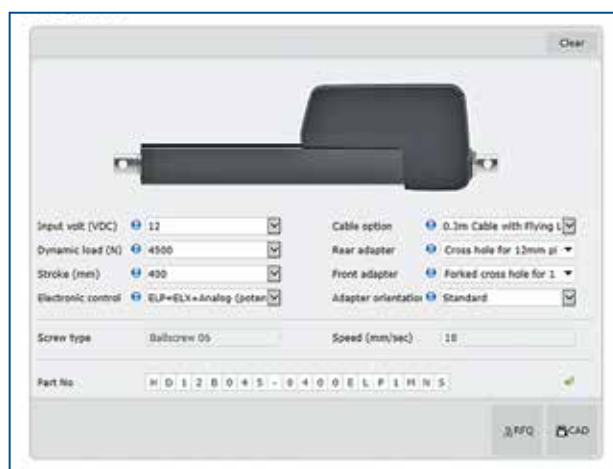 Clear
Input volt (VDC) 12 Cable option 0.3m Cable with Flying L
Dynamic load (N) 4500 Rear adapter Cross hole for 12mm pi
Stroke (mm) 400 Front adapter Forked cross hole for 1
Electronic control ELP=ELX+Analog (poten Adapter orientation Standard
Screw type Ballscrew 06 Speed (mm/sec) 18
Part No H D 1 2 B 0 4 5 - 0 4 0 0 E L P 1 M N S
RFQ CAD